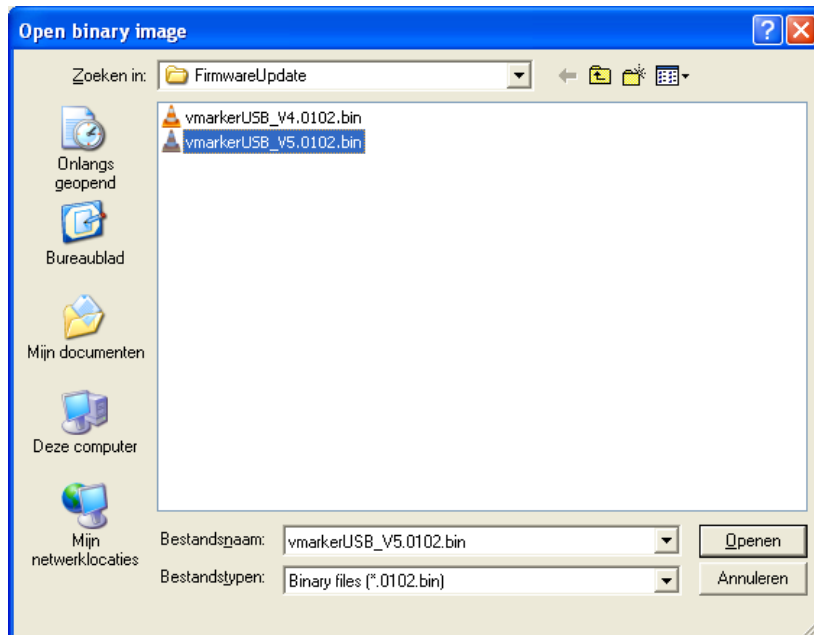 Open binary image
Zoeken in:
FirmwareUpdate
vmarkerUSB_V4.0102.bin
vmarkerUSB_V5.0102.bin
Onlangs
geopend
Bureaublad
Mijn documenten
Deze computer
Mijn
netwerklocaties
Bestandsnaam:
vmarkerUSB_V5.0102.bin
Openen
Bestandstypen:
Binary files (*.0102.bin)
Annuleren